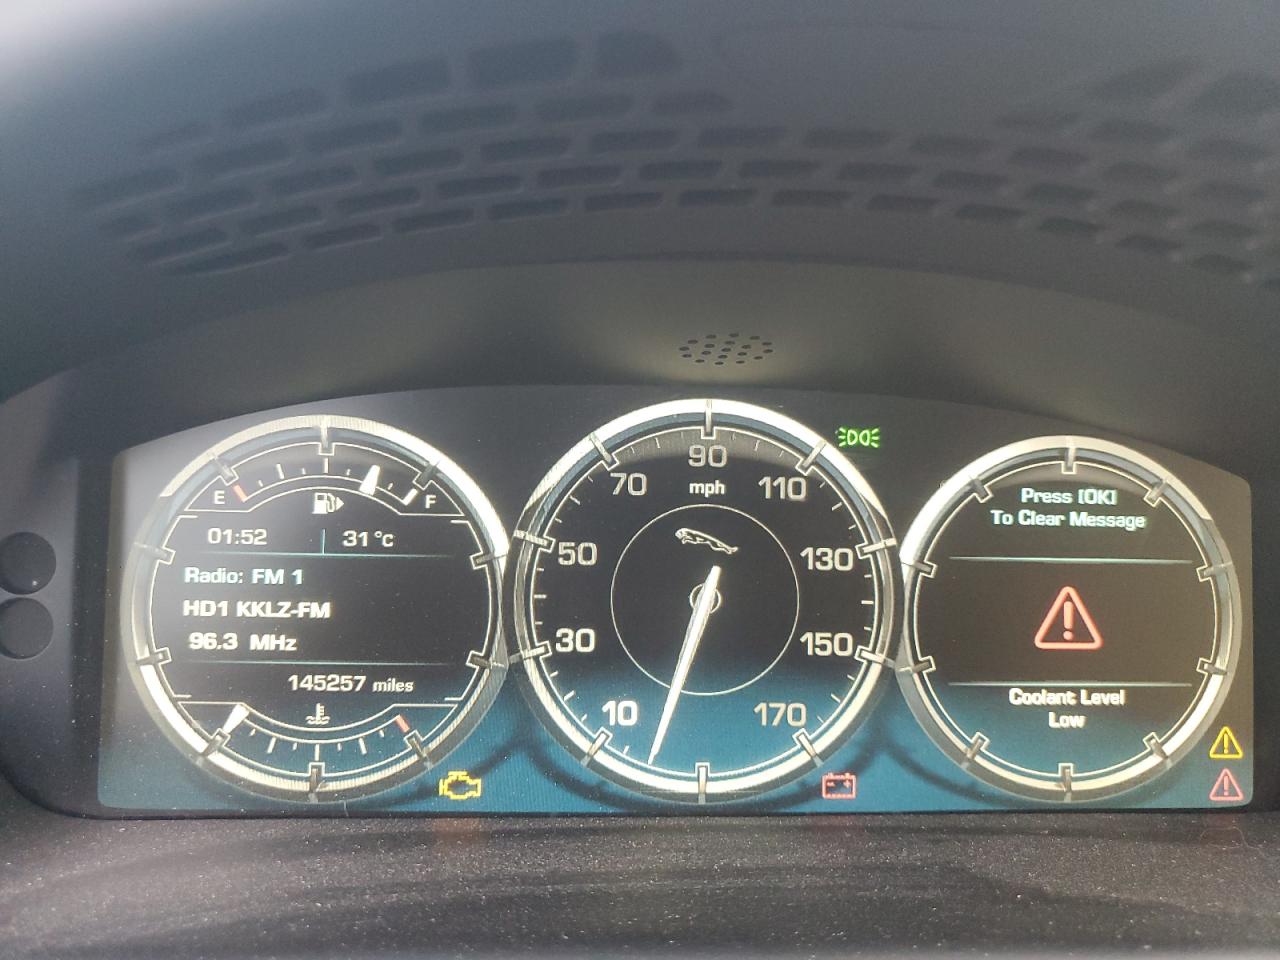 E
F
01:52
31 °C
Radio: FM 1
HD1 KKLZ-FM
96.3 MHz
145257 miles
90
70
mph
110
50
130
30
150
10
170
Press [OK]
To Clear Message
Coolant Level
Low